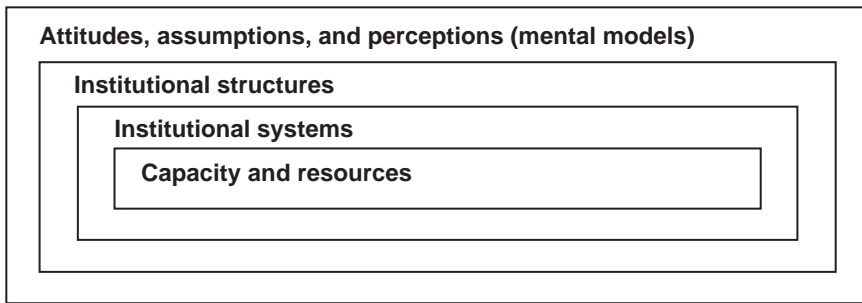 Attitudes, assumptions, and perceptions (mental models)
Institutional structures
Institutional systems
Capacity and resources